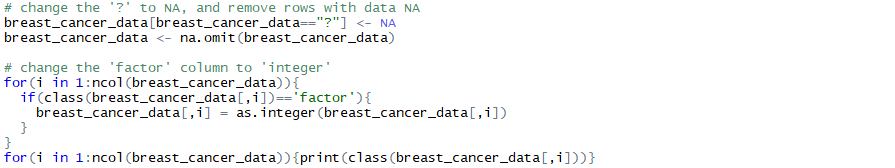 # change the '?' to NA, and remove rows with data NA
breast_cancer_data[breast_cancer_data=="?"] <- NA
breast_cancer_data <- na.omit(breast_cancer_data)

# change the 'factor' column to 'integer'
for(i in 1:ncol(breast_cancer_data)){
  if(class(breast_cancer_data[,i])=='factor'){
    breast_cancer_data[,i] = as.integer(breast_cancer_data[,i])
  }
}
for(i in 1:ncol(breast_cancer_data)){print(class(breast_cancer_data[,i]))}